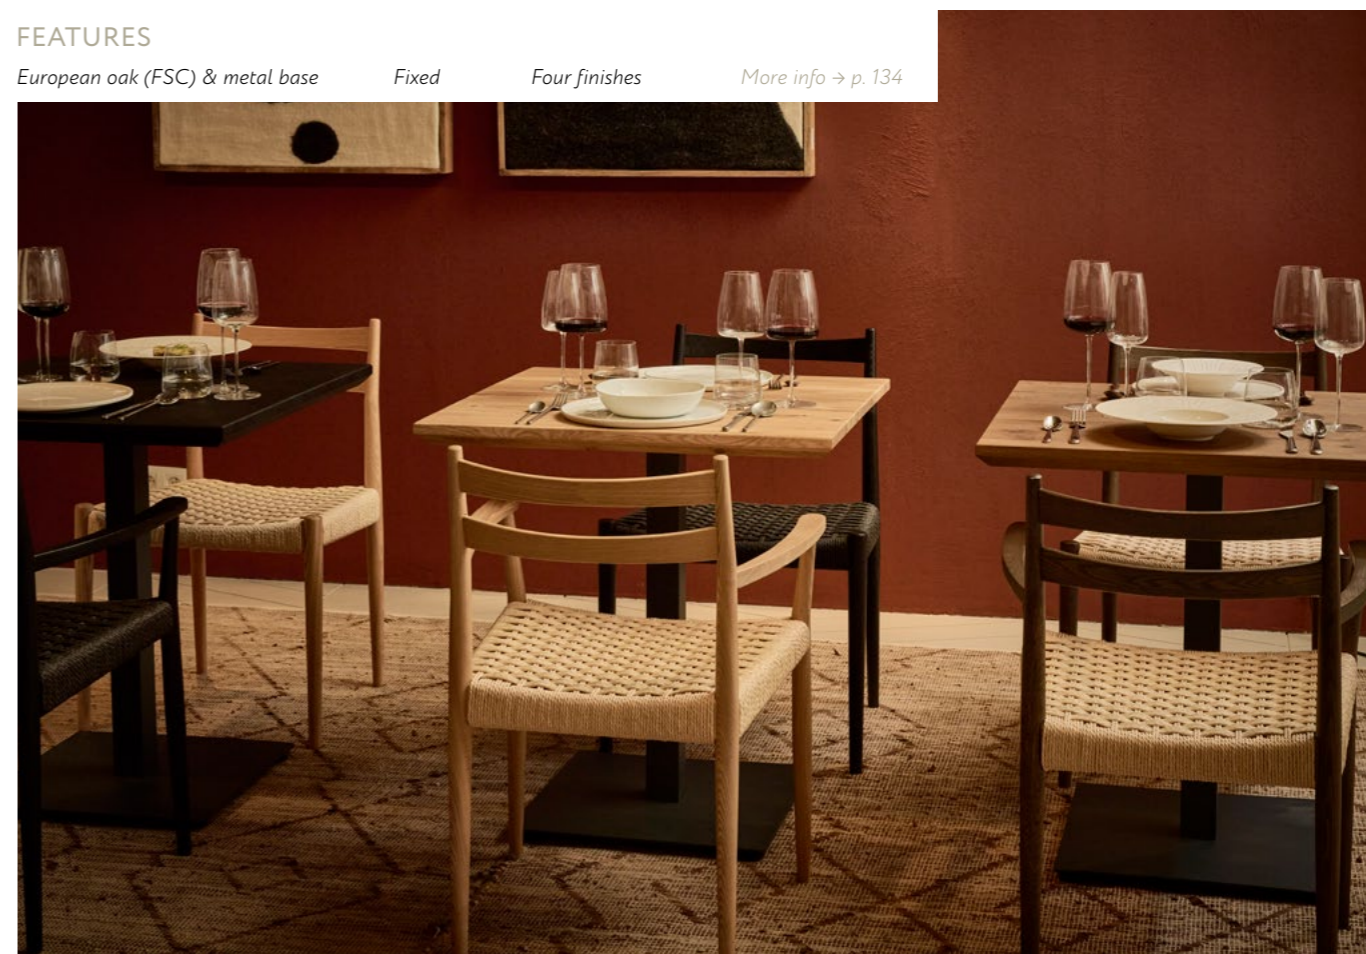 FEATURES
European oak (FSC) & metal base Fixed Four finishes More info → p. 134